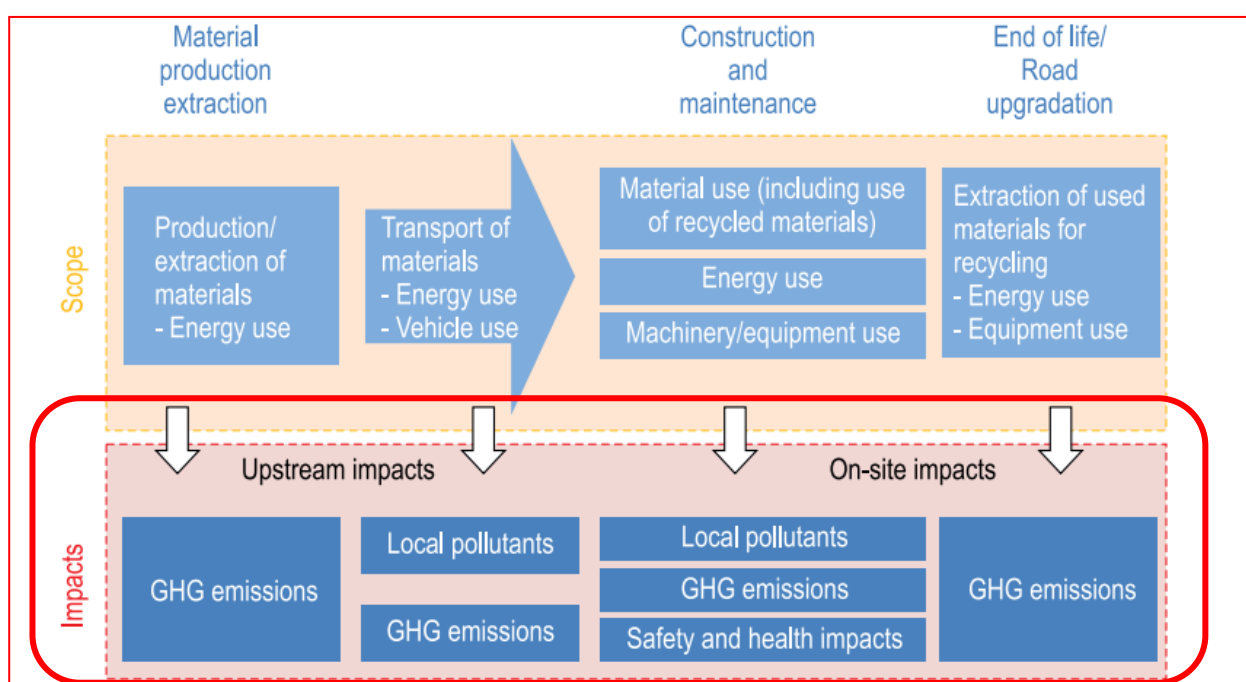 Material
production
extraction
Construction
and
maintenance
End of life/
Road
upgradation
Scope
Production/
extraction of
materials
- Energy use
Transport of
materials
- Energy use
- Vehicle use
Material use (including use
of recycled materials)
Energy use
Machinery/equipment use
Extraction of used
materials for
recycling
- Energy use
- Equipment use
Impacts
Upstream impacts
On-site impacts
GHG emissions
Local pollutants
GHG emissions
Local pollutants
GHG emissions
Safety and health impacts
GHG emissions